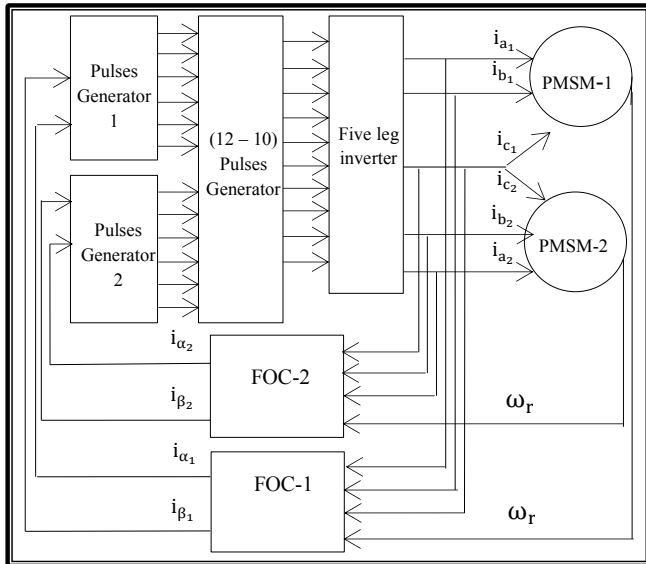 Pulses
Generator
1
(12 – 10)
Pulses
Generator
Five leg
inverter
i_{a_1}
i_{b_1}
PMSM-1
i_{c_1}
i_{c_2}
i_{b_2}
i_{a_2}
PMSM-2
Pulses
Generator
2
i_{α_2}
FOC-2
i_{β_2}
ω_r
i_{α_1}
FOC-1
i_{β_1}
ω_r